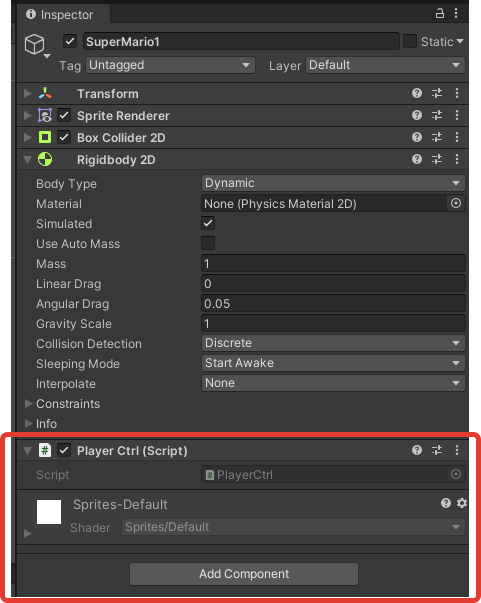 Inspector
SuperMario1
Static
Tag Untagged Layer Default
Transform
Sprite Renderer
Box Collider 2D
Rigidbody 2D
Body Type Dynamic
Material None (Physics Material 2D)
Simulated
Use Auto Mass
Mass 1
Linear Drag 0
Angular Drag 0.05
Gravity Scale 1
Collision Detection Discrete
Sleeping Mode Start Awake
Interpolate None
Constraints
Info
Player Ctrl (Script)
Script PlayerCtrl
Sprites-Default
Shader Sprites/Default
Add Component